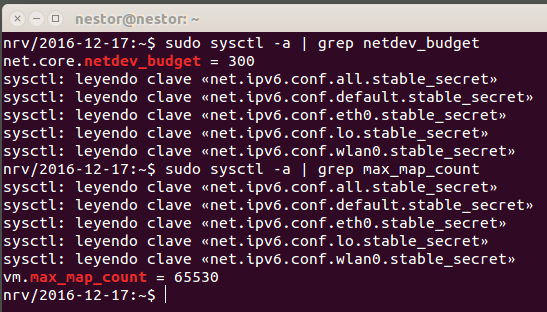 nestor@nestor: ~
nrv/2016-12-17:~$ sudo sysctl -a | grep netdev_budget
net.core.netdev_budget = 300
sysctl: leyendo clave «net.ipv6.conf.all.stable_secret»
sysctl: leyendo clave «net.ipv6.conf.default.stable_secret»
sysctl: leyendo clave «net.ipv6.conf.eth0.stable_secret»
sysctl: leyendo clave «net.ipv6.conf.lo.stable_secret»
sysctl: leyendo clave «net.ipv6.conf.wlan0.stable_secret»
nrv/2016-12-17:~$ sudo sysctl -a | grep max_map_count
sysctl: leyendo clave «net.ipv6.conf.all.stable_secret»
sysctl: leyendo clave «net.ipv6.conf.default.stable_secret»
sysctl: leyendo clave «net.ipv6.conf.eth0.stable_secret»
sysctl: leyendo clave «net.ipv6.conf.lo.stable_secret»
sysctl: leyendo clave «net.ipv6.conf.wlan0.stable_secret»
vm.max_map_count = 65530
nrv/2016-12-17:~$